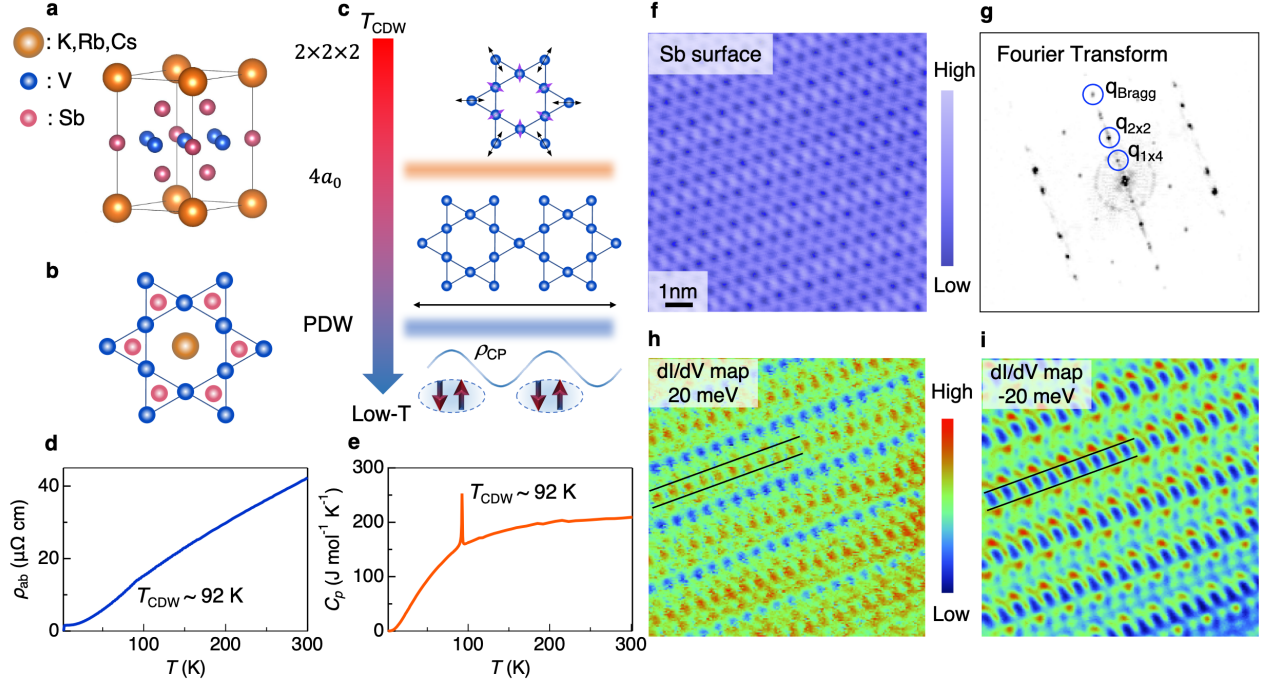 a
: K,Rb,Cs
: V
: Sb
b
c
T_CDW
2×2×2
4a₀
PDW
ρ_CP
Low-T
d
40
20
0
ρ_ab (μΩ cm)
T_CDW ~ 92 K
100
200
300
T (K)
e
300
200
100
0
C_p (J mol⁻¹ K⁻¹)
T_CDW ~ 92 K
0
100
200
300
T (K)
f
Sb surface
1nm
High
Low
g
Fourier Transform
q_Bragg
q_2x2
q_1x4
h
dI/dV map
20 meV
High
Low
i
dI/dV map
-20 meV